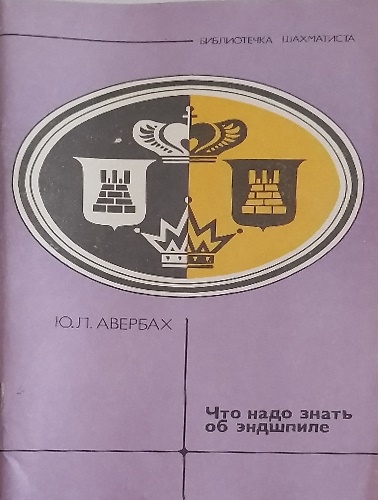 БИБЛИОТЕЧКА ШАХМАТИСТА
Ю.Л. АВЕРБАХ
Что надо знать
об эндшпиле